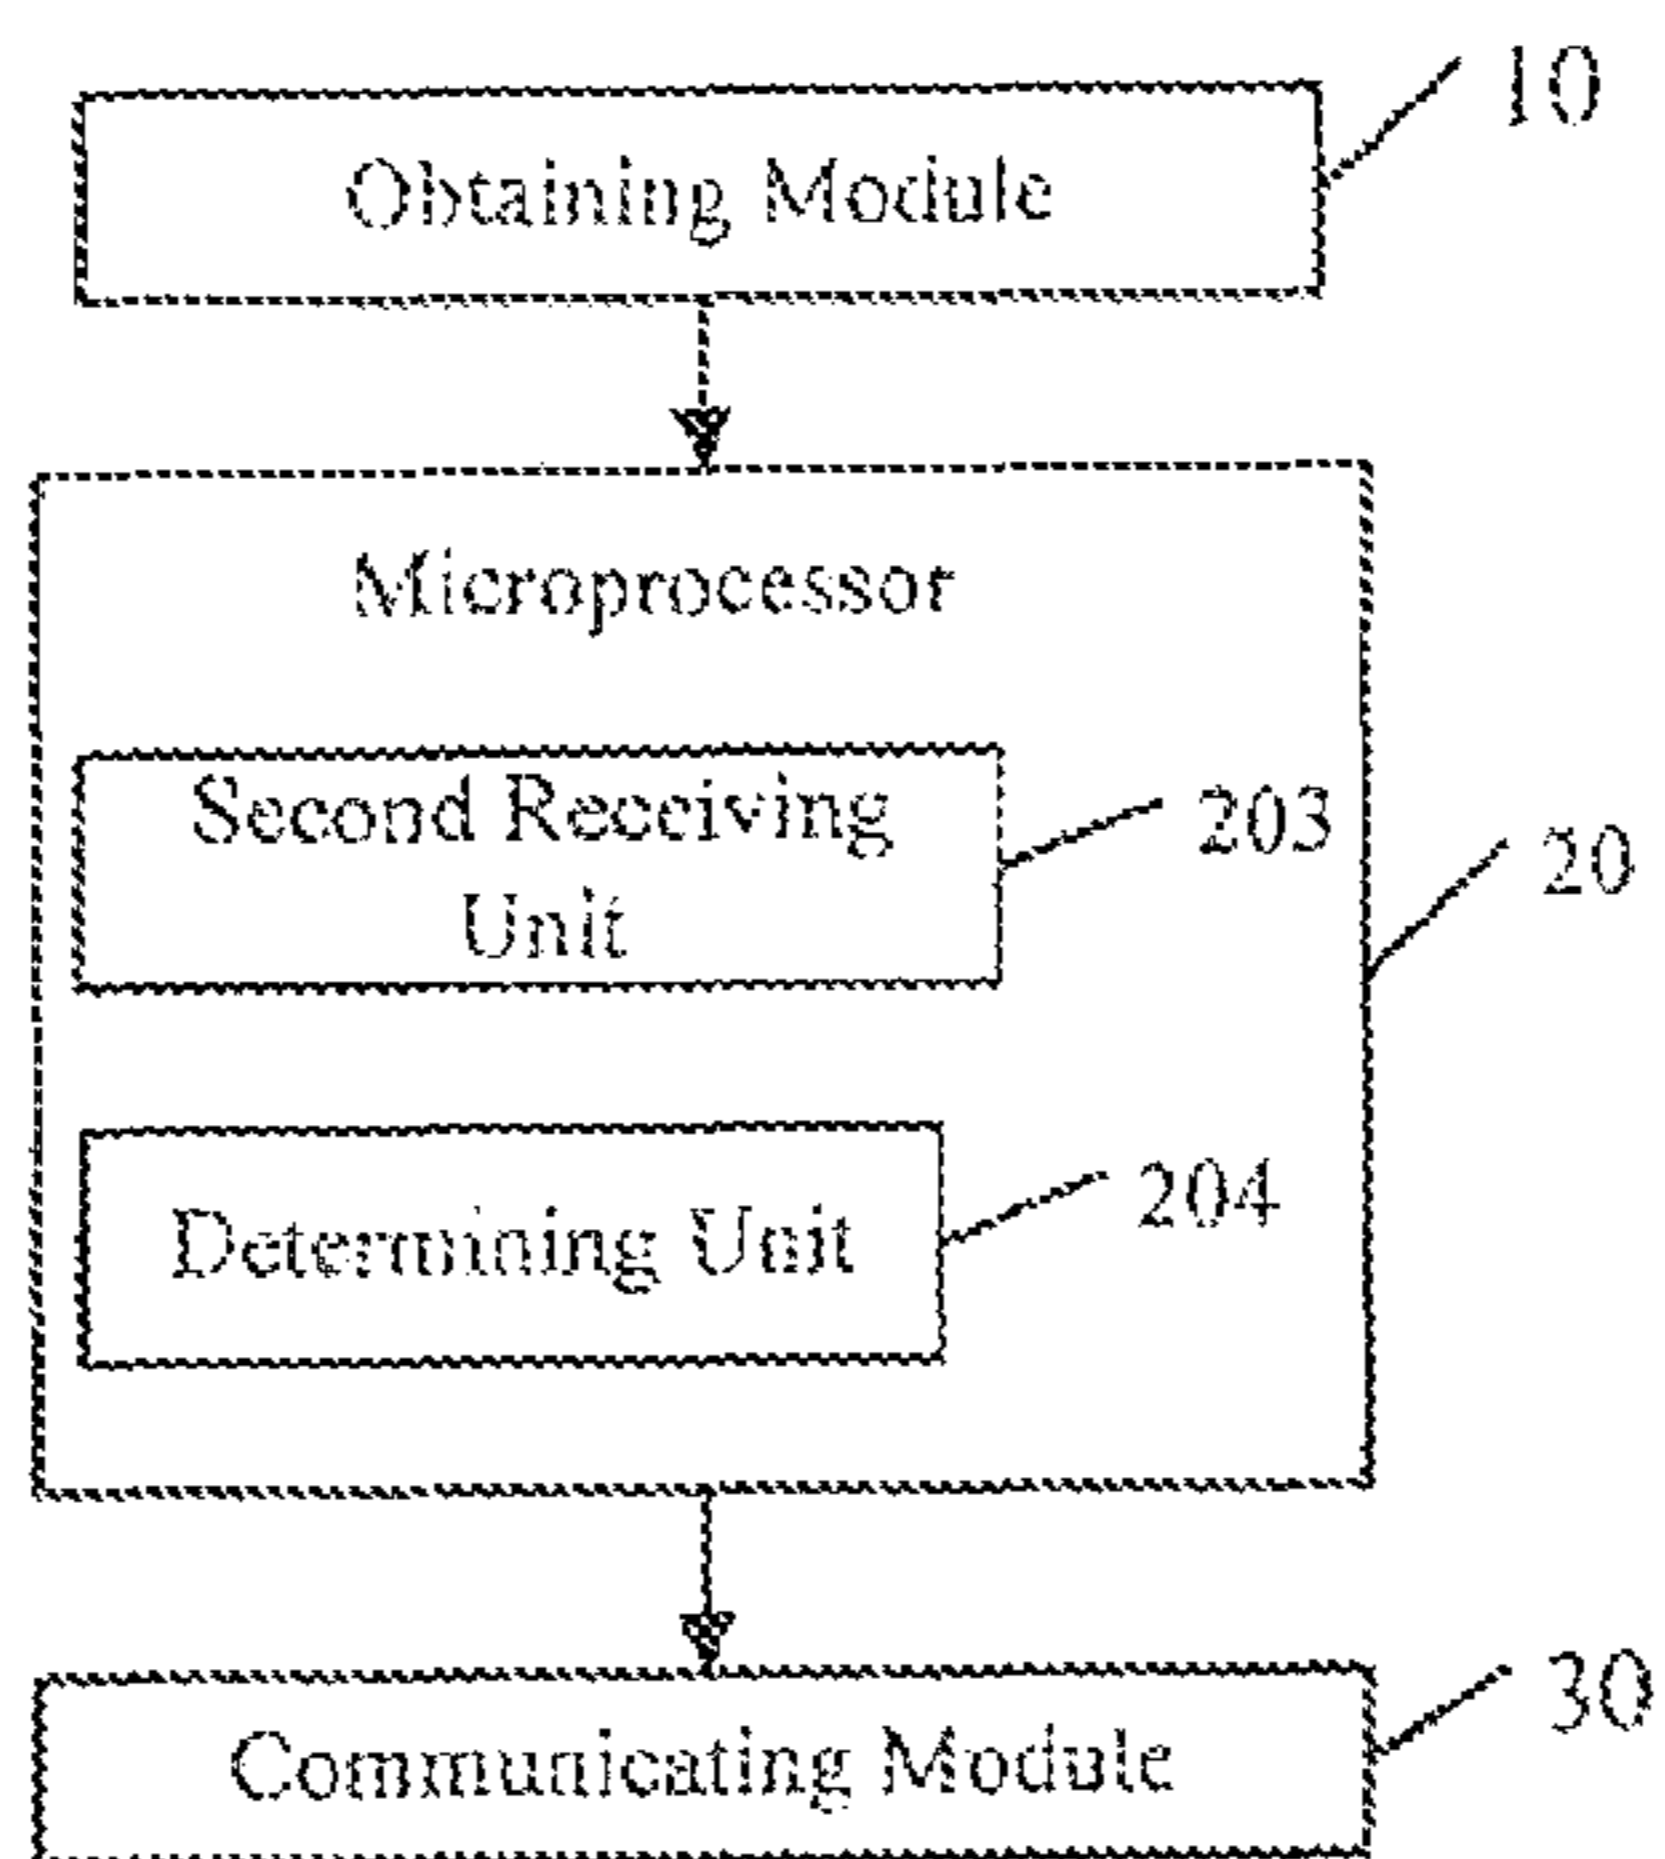 10
Obtaining Module
Microprocessor
Second Receiving
Unit
203
20
Determining Unit
204
30
Communicating Module